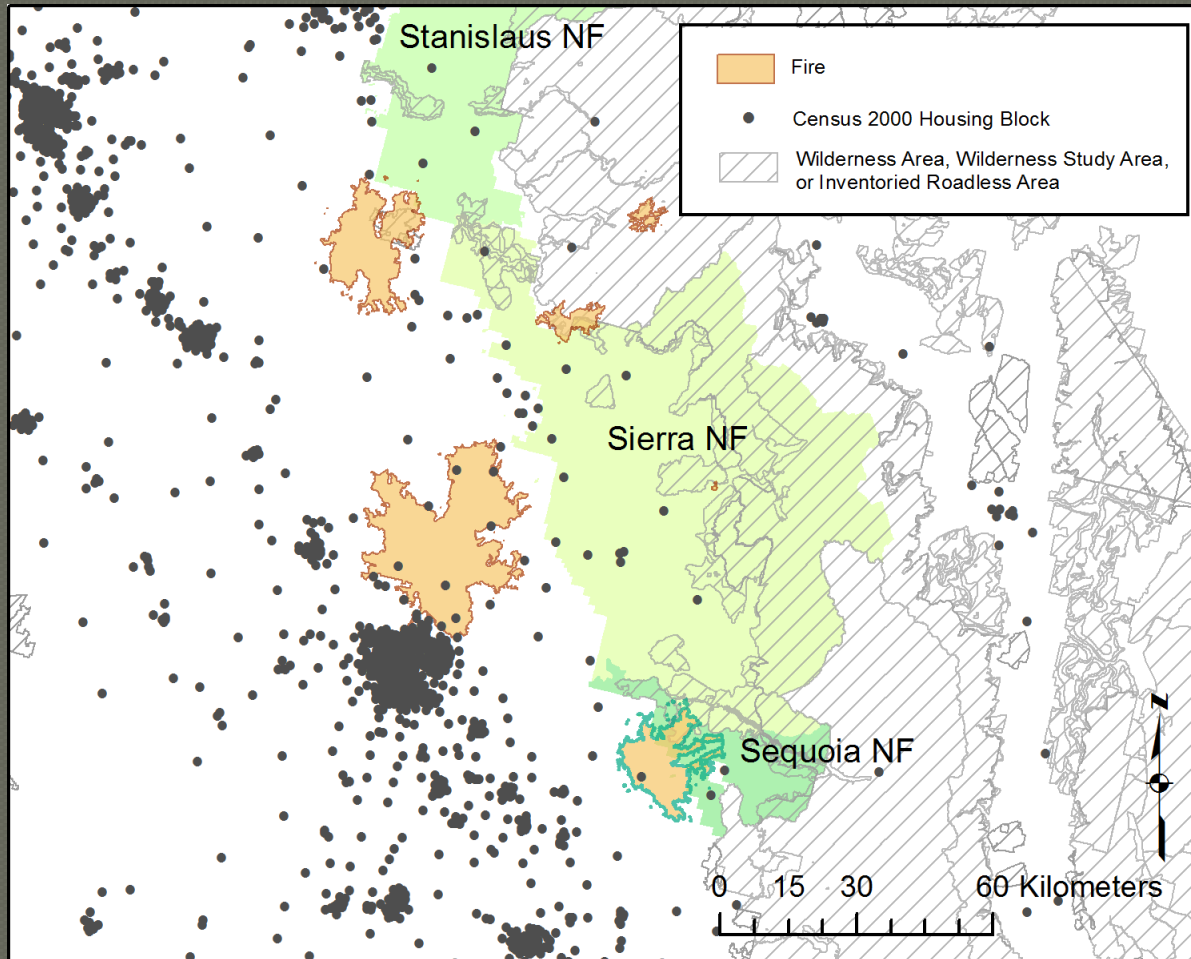 Stanislaus NF
Fire
Census 2000 Housing Block
Wilderness Area, Wilderness Study Area,
or Inventoried Roadless Area
Sierra NF
Sequoia NF
N
0 15 30 60 Kilometers